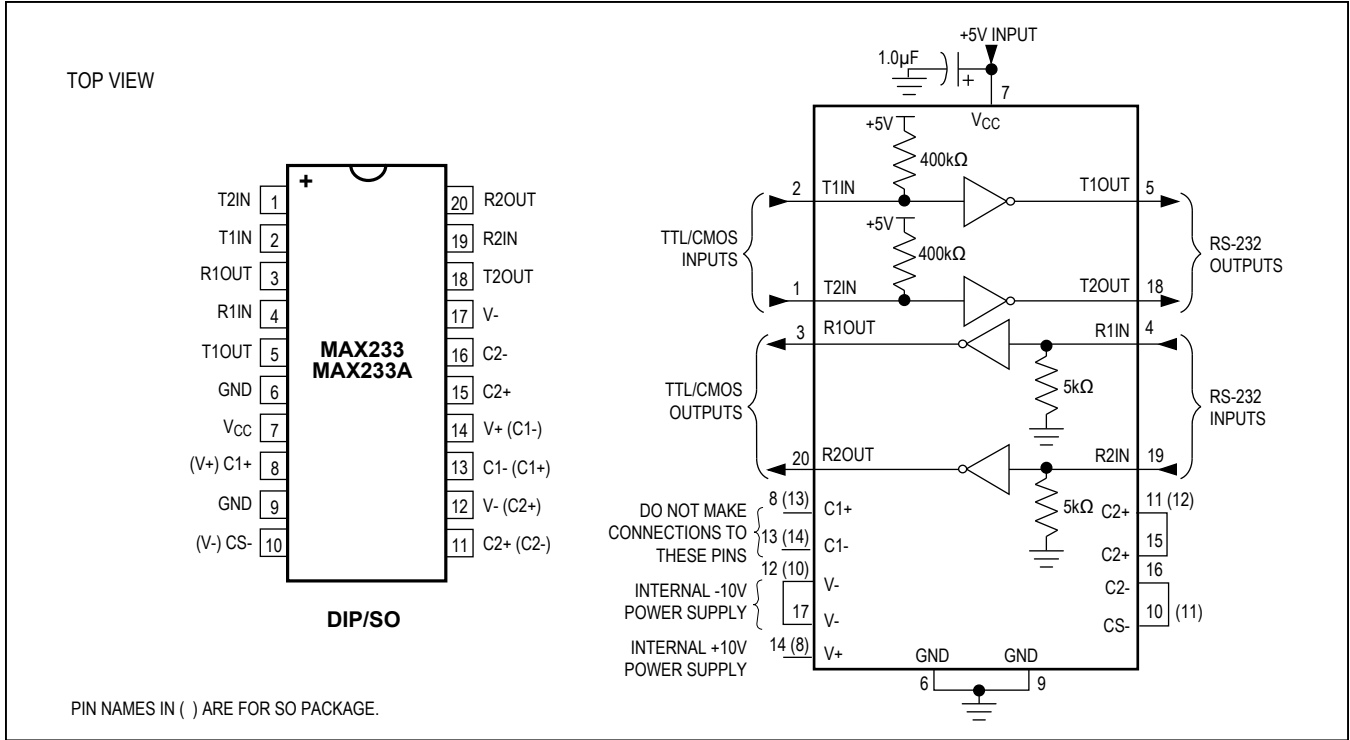 TOP VIEW
+
T2IN 1
T1IN 2
R1OUT 3
R1IN 4
T1OUT 5
GND 6
VCC 7
(V+) C1+ 8
GND 9
(V-) CS- 10
MAX233
MAX233A
20 R2OUT
19 R2IN
18 T2OUT
17 V-
16 C2-
15 C2+
14 V+ (C1-)
13 C1- (C1+)
12 V- (C2+)
11 C2+ (C2-)
DIP/SO
PIN NAMES IN ( ) ARE FOR SO PACKAGE.
+5V INPUT
1.0µF
+
7
VCC
+5V
400kΩ
2 T1IN
T1OUT 5
+5V
400kΩ
TTL/CMOS
INPUTS
RS-232
OUTPUTS
1 T2IN
T2OUT 18
3 R1OUT
R1IN 4
5kΩ
TTL/CMOS
OUTPUTS
RS-232
INPUTS
20 R2OUT
R2IN 19
5kΩ
DO NOT MAKE
CONNECTIONS TO
THESE PINS
8 (13) C1+
13 (14) C1-
INTERNAL -10V
POWER SUPPLY
12 (10) V-
17 V-
INTERNAL +10V
POWER SUPPLY
14 (8) V+
C2+ 11 (12)
C2+ 15
C2- 16
CS- 10 (11)
GND GND
6 9